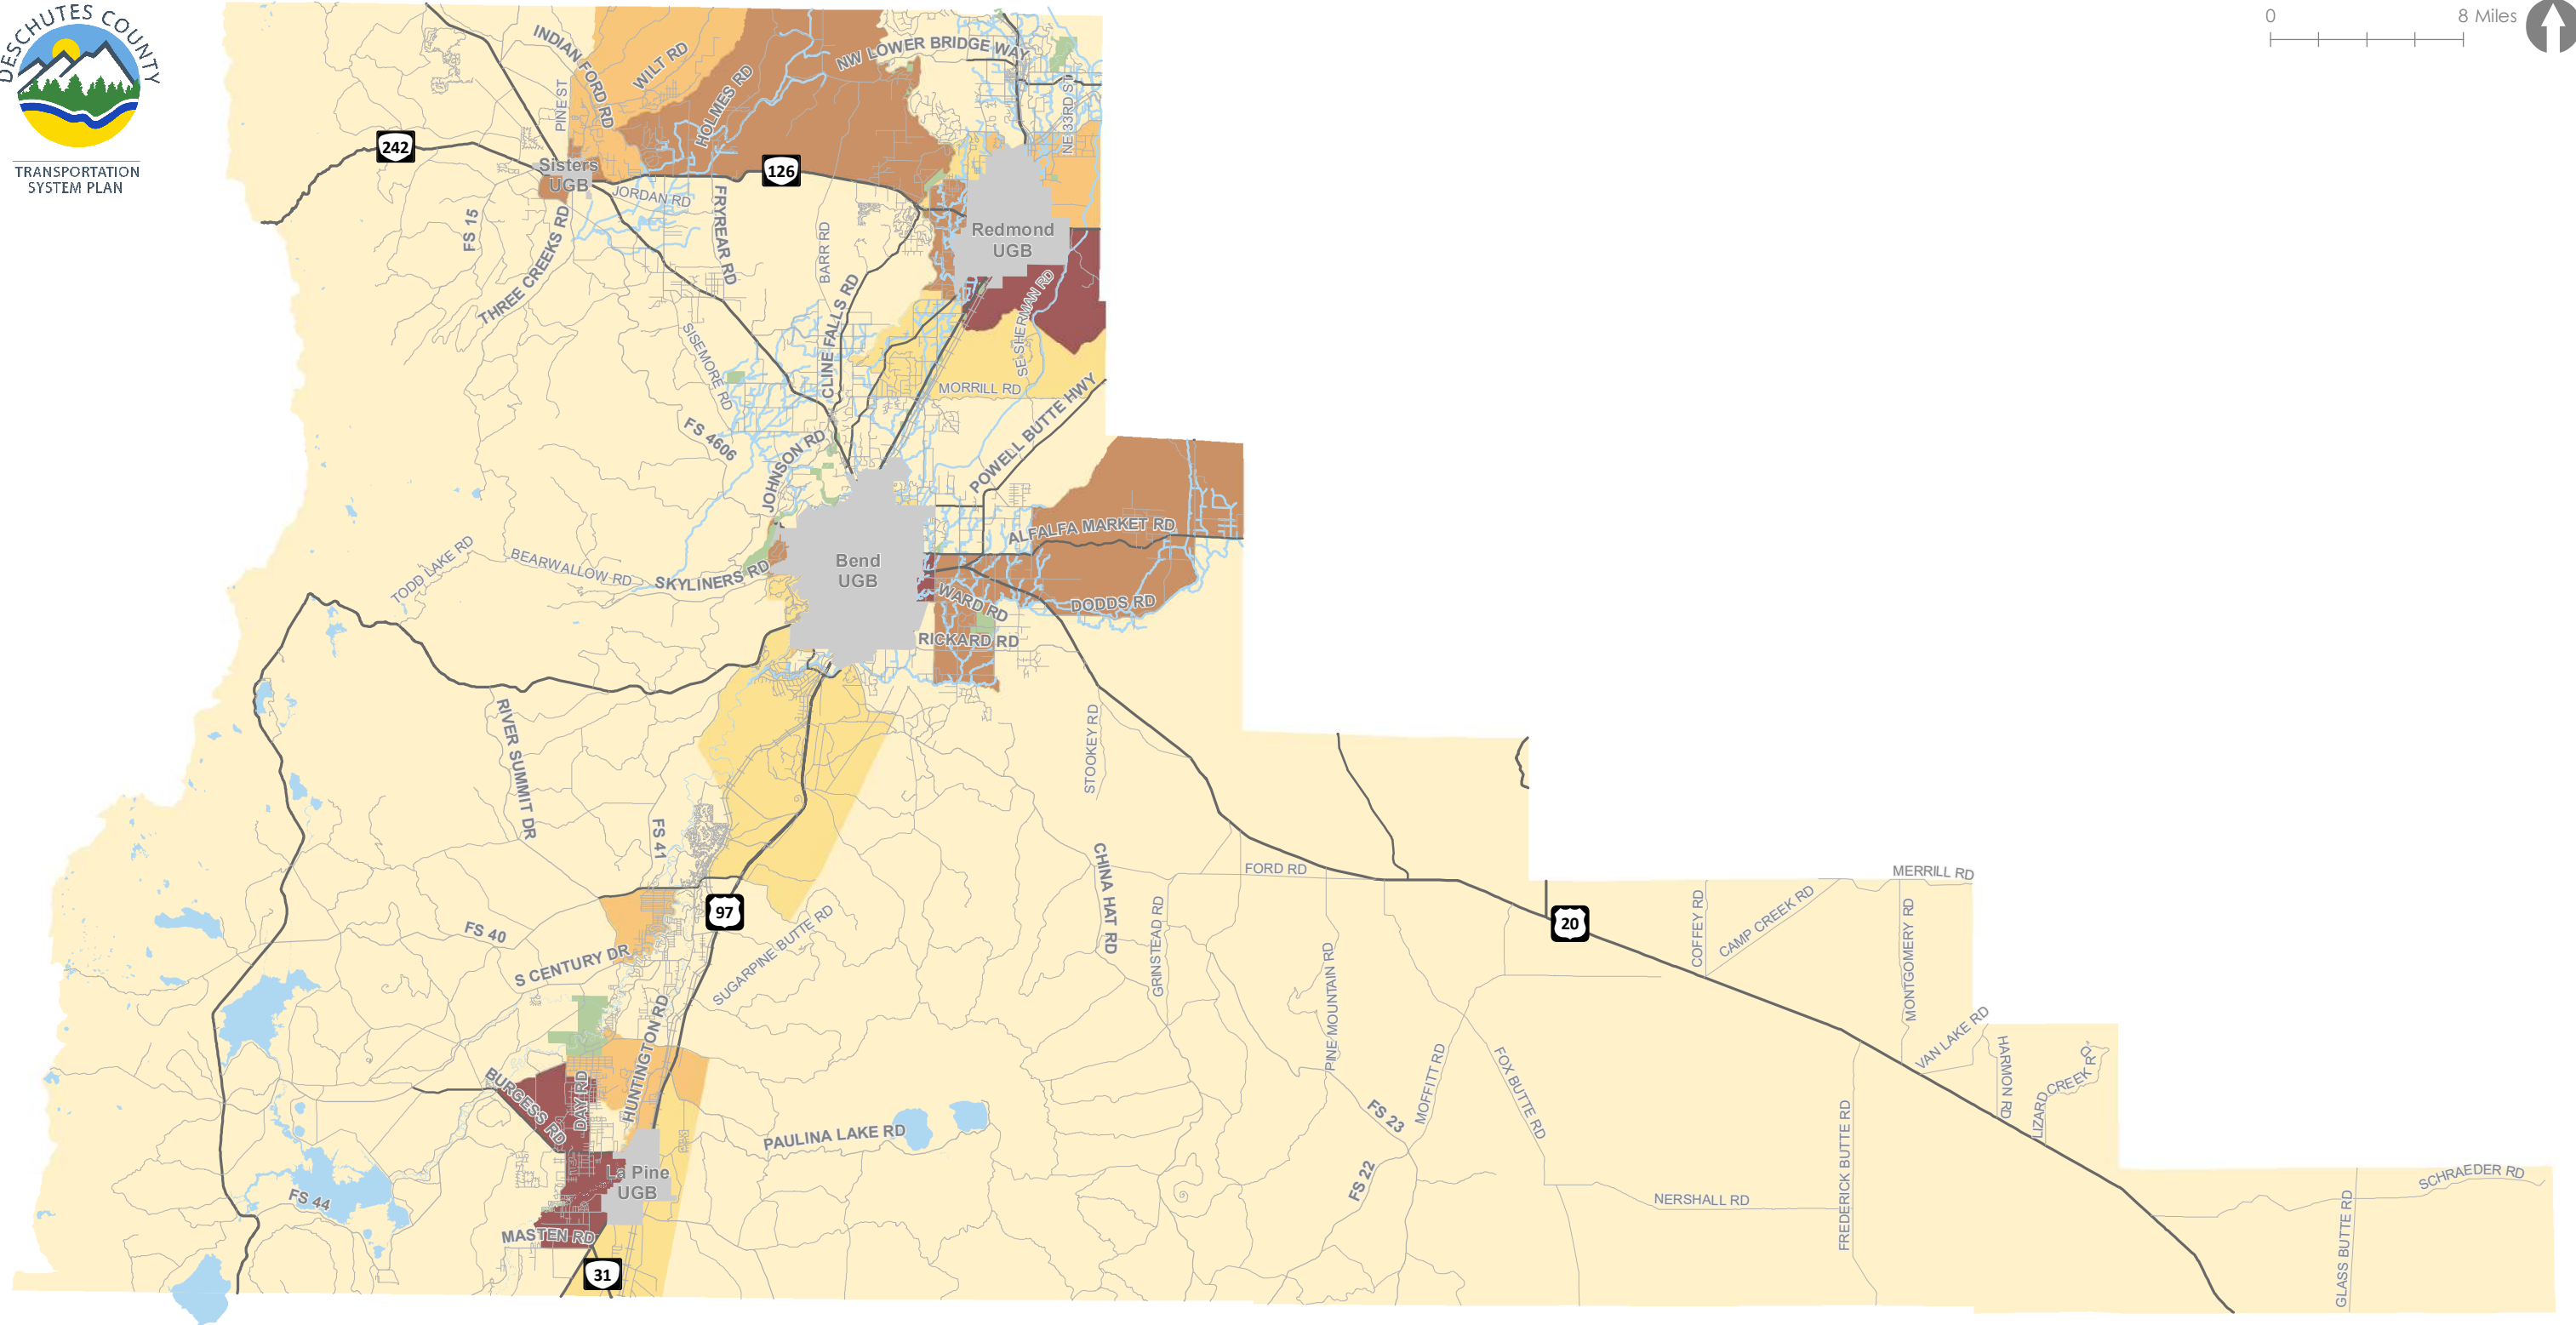 DESCHUTES COUNTY
TRANSPORTATION
SYSTEM PLAN
0
8 Miles
INDIAN FORD RD
WILT RD
NW LOWER BRIDGE WAY
PINE ST
HOLMES RD
NE 33RD ST
242
126
Sisters
UGB
JORDAN RD
FRYREAR RD
FS 15
THREE CREEKS RD
BARR RD
Redmond
UGB
CLINE FALLS RD
SE SHERMAN RD
SISEMORE RD
MORRILL RD
POWELL BUTTE HWY
FS 4606
JOHNSON RD
ALFALFA MARKET RD
TODD LAKE RD
BEARWALLOW RD
SKYLINERS RD
Bend
UGB
WARD RD
DODDS RD
RICKARD RD
RIVER SUMMIT DR
STOOKEY RD
FS 41
CHINA HAT RD
FORD RD
MERRILL RD
97
20
COFFEY RD
CAMP CREEK RD
MONTGOMERY RD
GRINSTEAD RD
SUGARPINE BUTTE RD
FS 40
S CENTURY DR
PINE MOUNTAIN RD
HUNTINGTON RD
VAN LAKE RD
HARMON RD
LIZARD CREEK RD
BURGESS RD
DAY RD
MOFFITT RD
FOX BUTTE RD
FS 23
PAULINA LAKE RD
FREDERICK BUTTE RD
La Pine
UGB
FS 22
FS 44
NERSHALL RD
SCHRAEDER RD
GLASS BUTTE RD
MASTEN RD
31